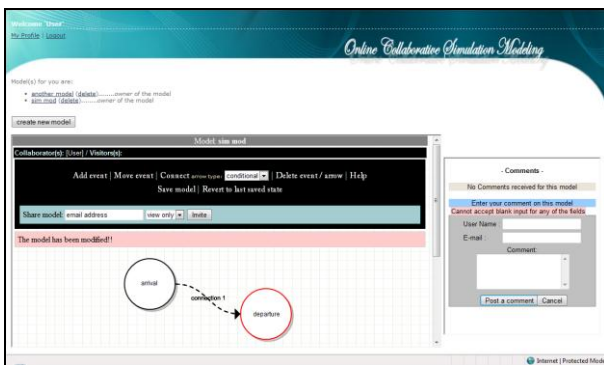 Welcome 'User'
My Profile | Logout
Online Collaborative Simulation Modeling
Model(s) for you are:
another model (delete)........owner of the model
sim mod (delete)........owner of the model
create new model
Model: sim mod
Collaborator(s): [User] / Visitors(s):
Add event | Move event | Connect arrow type: conditional | Delete event / arrow | Help
Save model | Revert to last saved state
Share model: email address view only Invite
The model has been modified!!
arrival
connection 1
departure
- Comments -
No Comments received for this model
Enter your comment on this model
Cannot accept blank input for any of the fields
User Name :
E-mail :
Comment:
Post a comment Cancel
Internet | Protected Mode